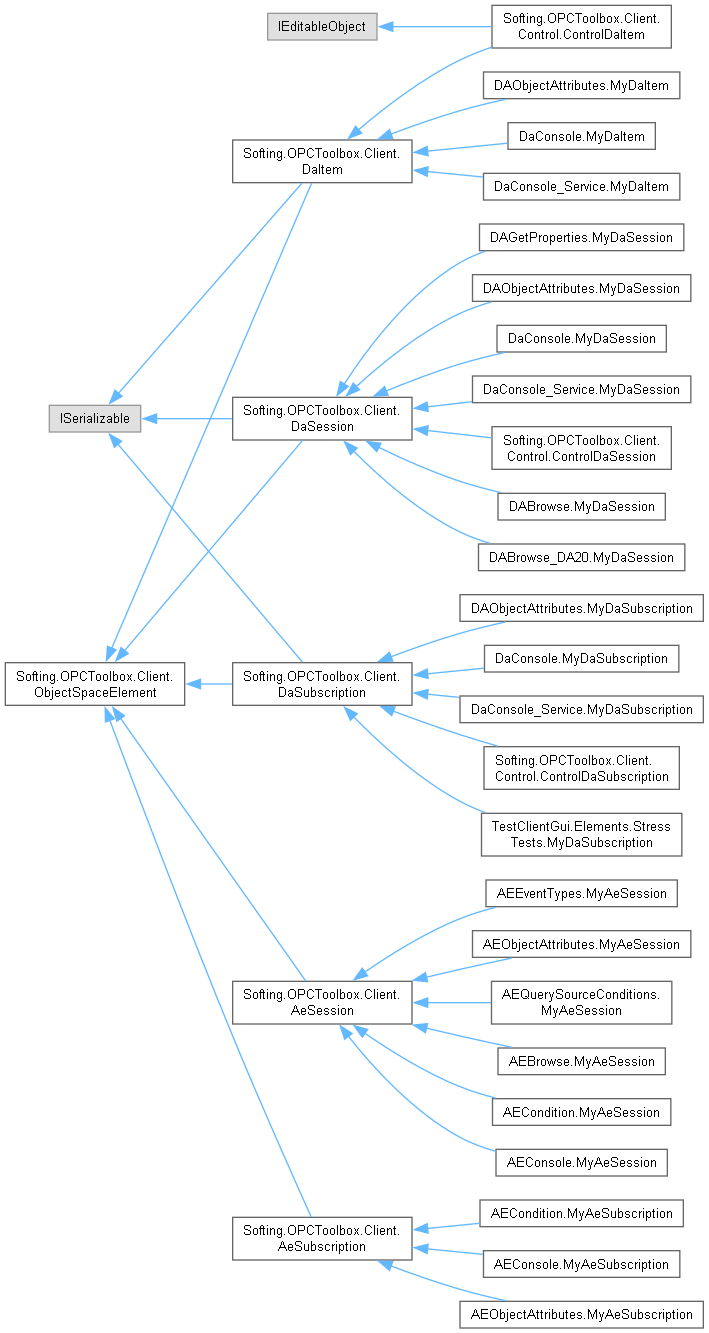 IEditableObject
Softing.OPCToolbox.Client.
Control.ControlDaItem
DAObjectAttributes.MyDaItem
DaConsole.MyDaItem
Softing.OPCToolbox.Client.
DaItem
DaConsole_Service.MyDaItem
DAGetProperties.MyDaSession
DAObjectAttributes.MyDaSession
DaConsole.MyDaSession
DaConsole_Service.MyDaSession
ISerializable
Softing.OPCToolbox.Client.
DaSession
Softing.OPCToolbox.Client.
Control.ControlDaSession
DABrowse.MyDaSession
DABrowse_DA20.MyDaSession
DAObjectAttributes.MyDaSubscription
DaConsole.MyDaSubscription
Softing.OPCToolbox.Client.
ObjectSpaceElement
Softing.OPCToolbox.Client.
DaSubscription
DaConsole_Service.MyDaSubscription
Softing.OPCToolbox.Client.
Control.ControlDaSubscription
TestClientGui.Elements.Stress
Tests.MyDaSubscription
AEEventTypes.MyAeSession
AEObjectAttributes.MyAeSession
Softing.OPCToolbox.Client.
AeSession
AEQuerySourceConditions.
MyAeSession
AEBrowse.MyAeSession
AECondition.MyAeSession
AEConsole.MyAeSession
AECondition.MyAeSubscription
Softing.OPCToolbox.Client.
AeSubscription
AEConsole.MyAeSubscription
AEObjectAttributes.MyAeSubscription